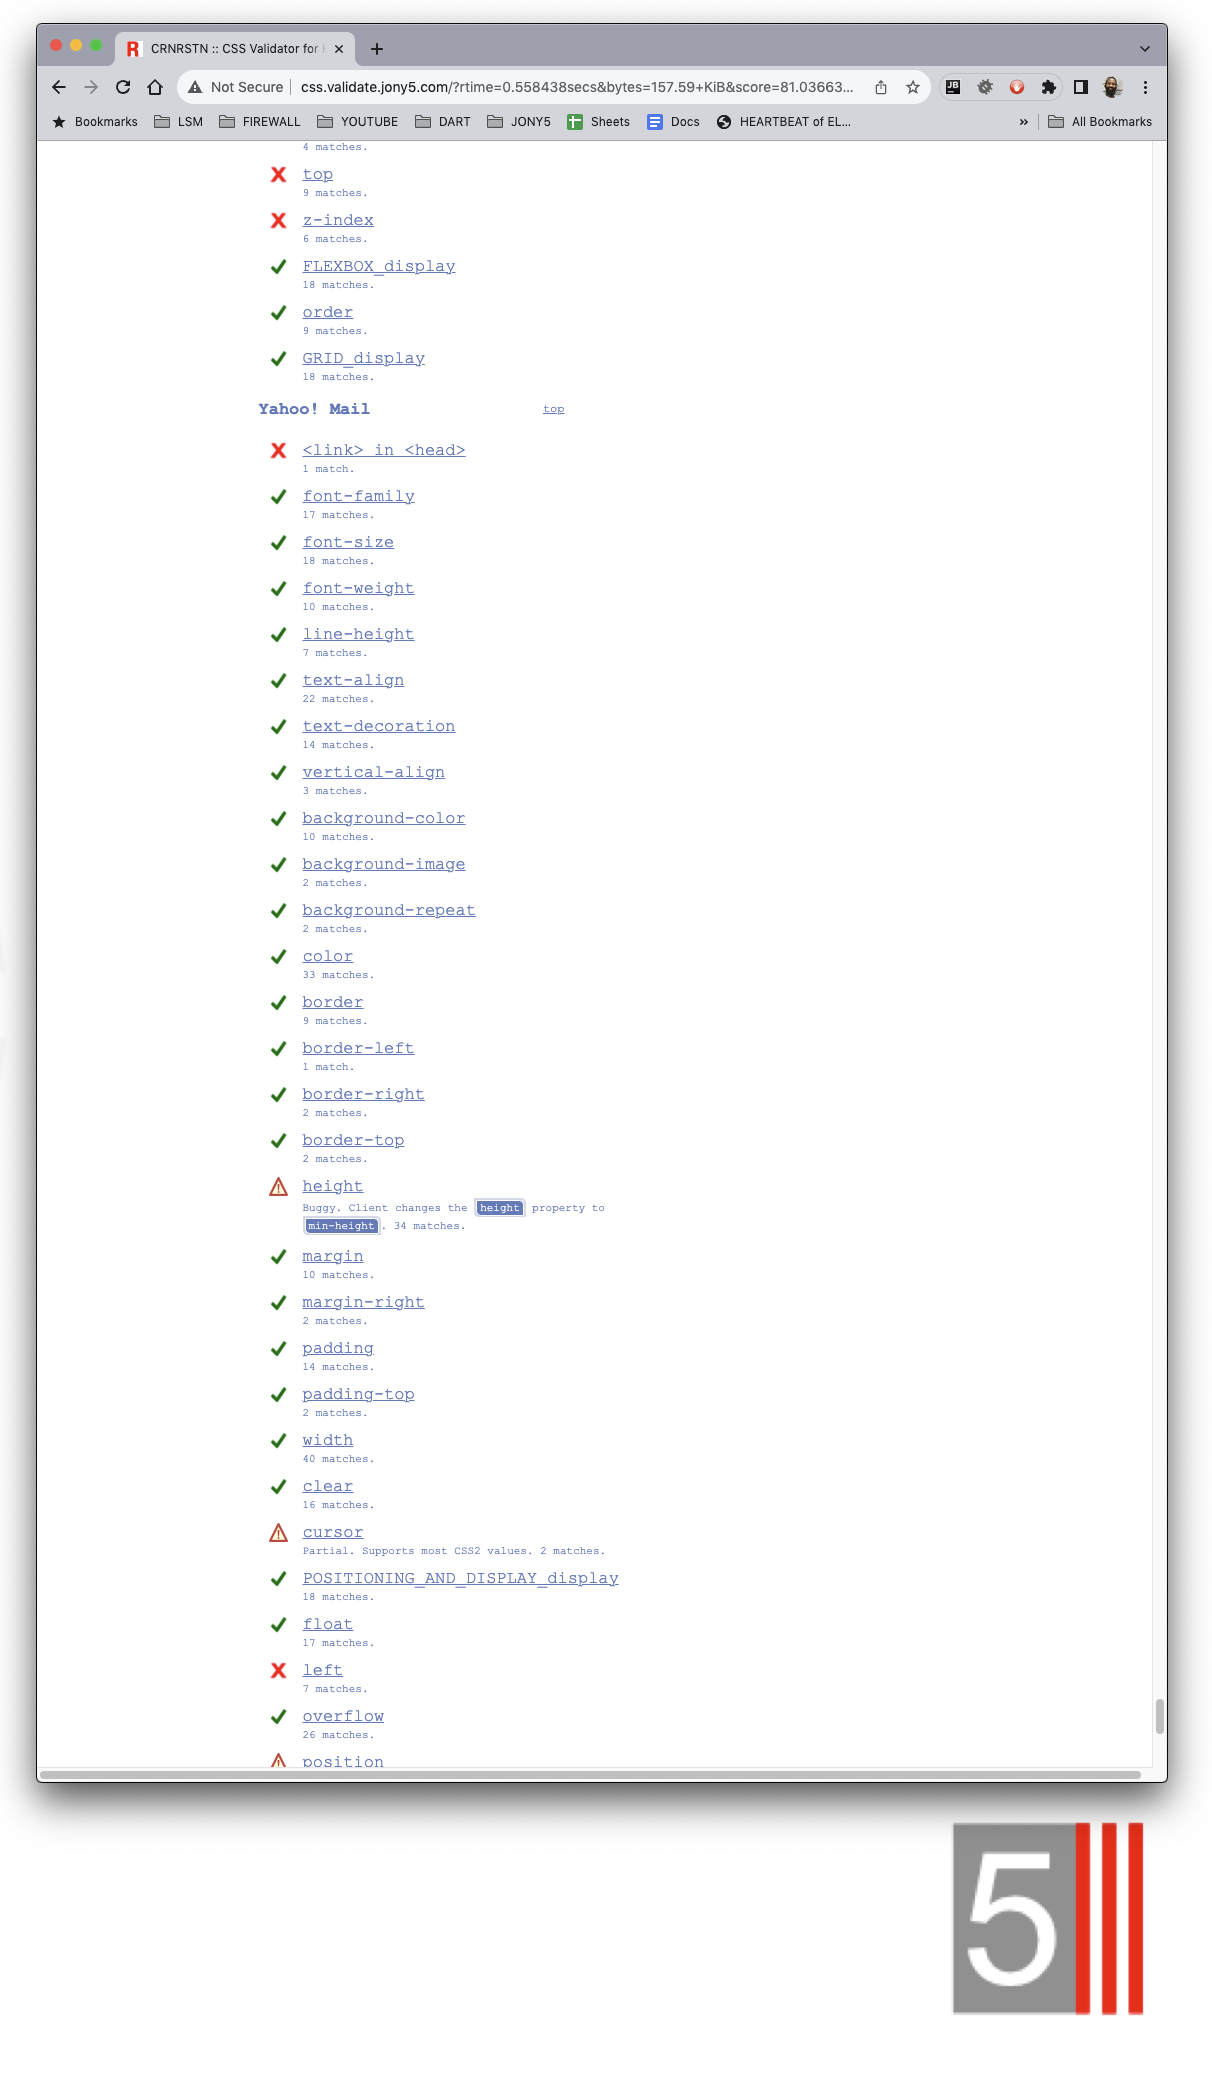 CRNRSTN :: CSS Validator for
Not Secure
css.validate.jony5.com/?rtime=0.558438secs&bytes=157.59+KiB&score=81.03663...
JB
Bookmarks
LSM
FIREWALL
YOUTUBE
DART
JONY5
Sheets
Docs
HEARTBEAT of EL...
»
All Bookmarks
4 matches.
top
9 matches.
z-index
6 matches.
FLEXBOX_display
18 matches.
order
9 matches.
GRID_display
18 matches.
Yahoo! Mail
top
<link> in <head>
1 match.
font-family
17 matches.
font-size
18 matches.
font-weight
10 matches.
line-height
7 matches.
text-align
22 matches.
text-decoration
14 matches.
vertical-align
3 matches.
background-color
10 matches.
background-image
2 matches.
background-repeat
2 matches.
color
33 matches.
border
9 matches.
border-left
1 match.
border-right
2 matches.
border-top
2 matches.
height
Buggy. Client changes the height property to
min-height. 34 matches.
margin
10 matches.
margin-right
2 matches.
padding
14 matches.
padding-top
2 matches.
width
40 matches.
clear
16 matches.
cursor
Partial. Supports most CSS2 values. 2 matches.
POSITIONING_AND_DISPLAY_display
18 matches.
float
17 matches.
left
7 matches.
overflow
26 matches.
position
5